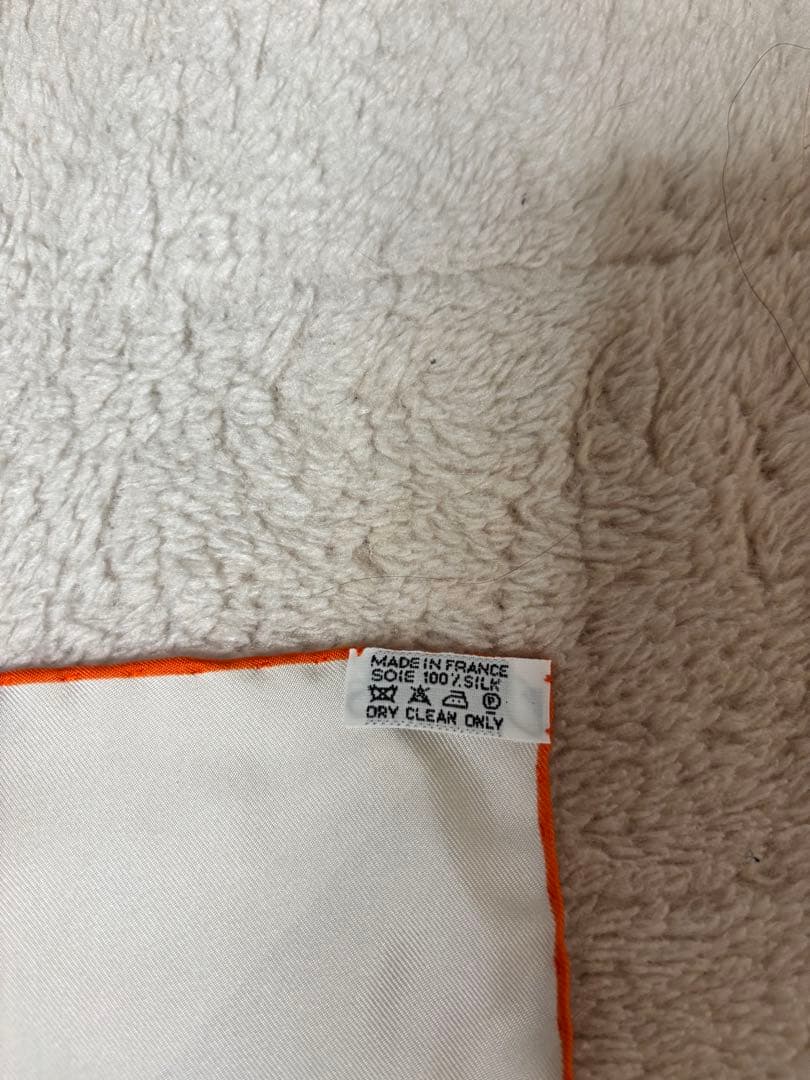 MADE IN FRANCE
SOIE 100% SILK
P
DRY CLEAN ONLY